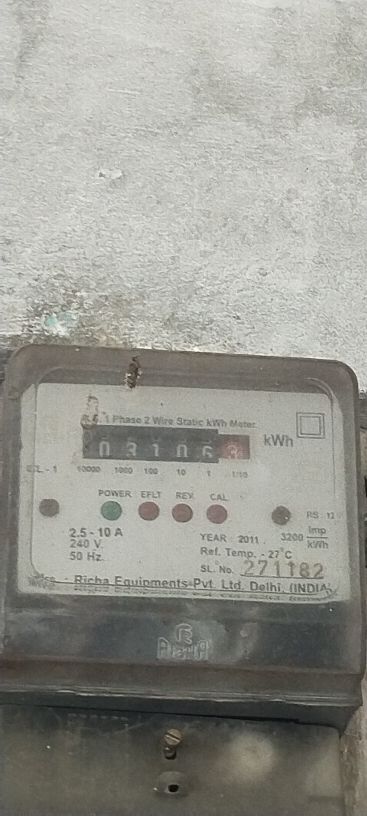 1 Phase 2 Wire Static kWh Meter
03106 kWh
10000 1000 100 10 1 1/10
POWER EFLT REV. CAL
2.5 - 10 A
240 V.
50 Hz.
YEAR 2011
3200 Imp/kWh
Ref. Temp. - 27°C
SL. No. 271182
Richa Equipments Pvt. Ltd. Delhi. (INDIA)